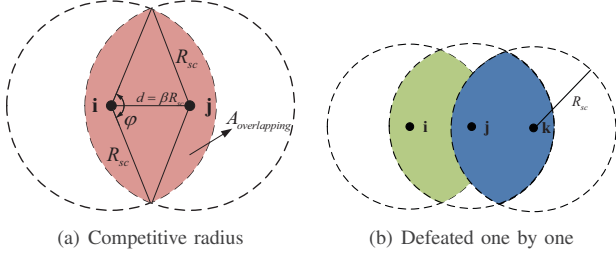 R_sc
i
d = βR_sc
j
φ
A_overlapping
R_sc
(a) Competitive radius
i
j
k
R_sc
(b) Defeated one by one